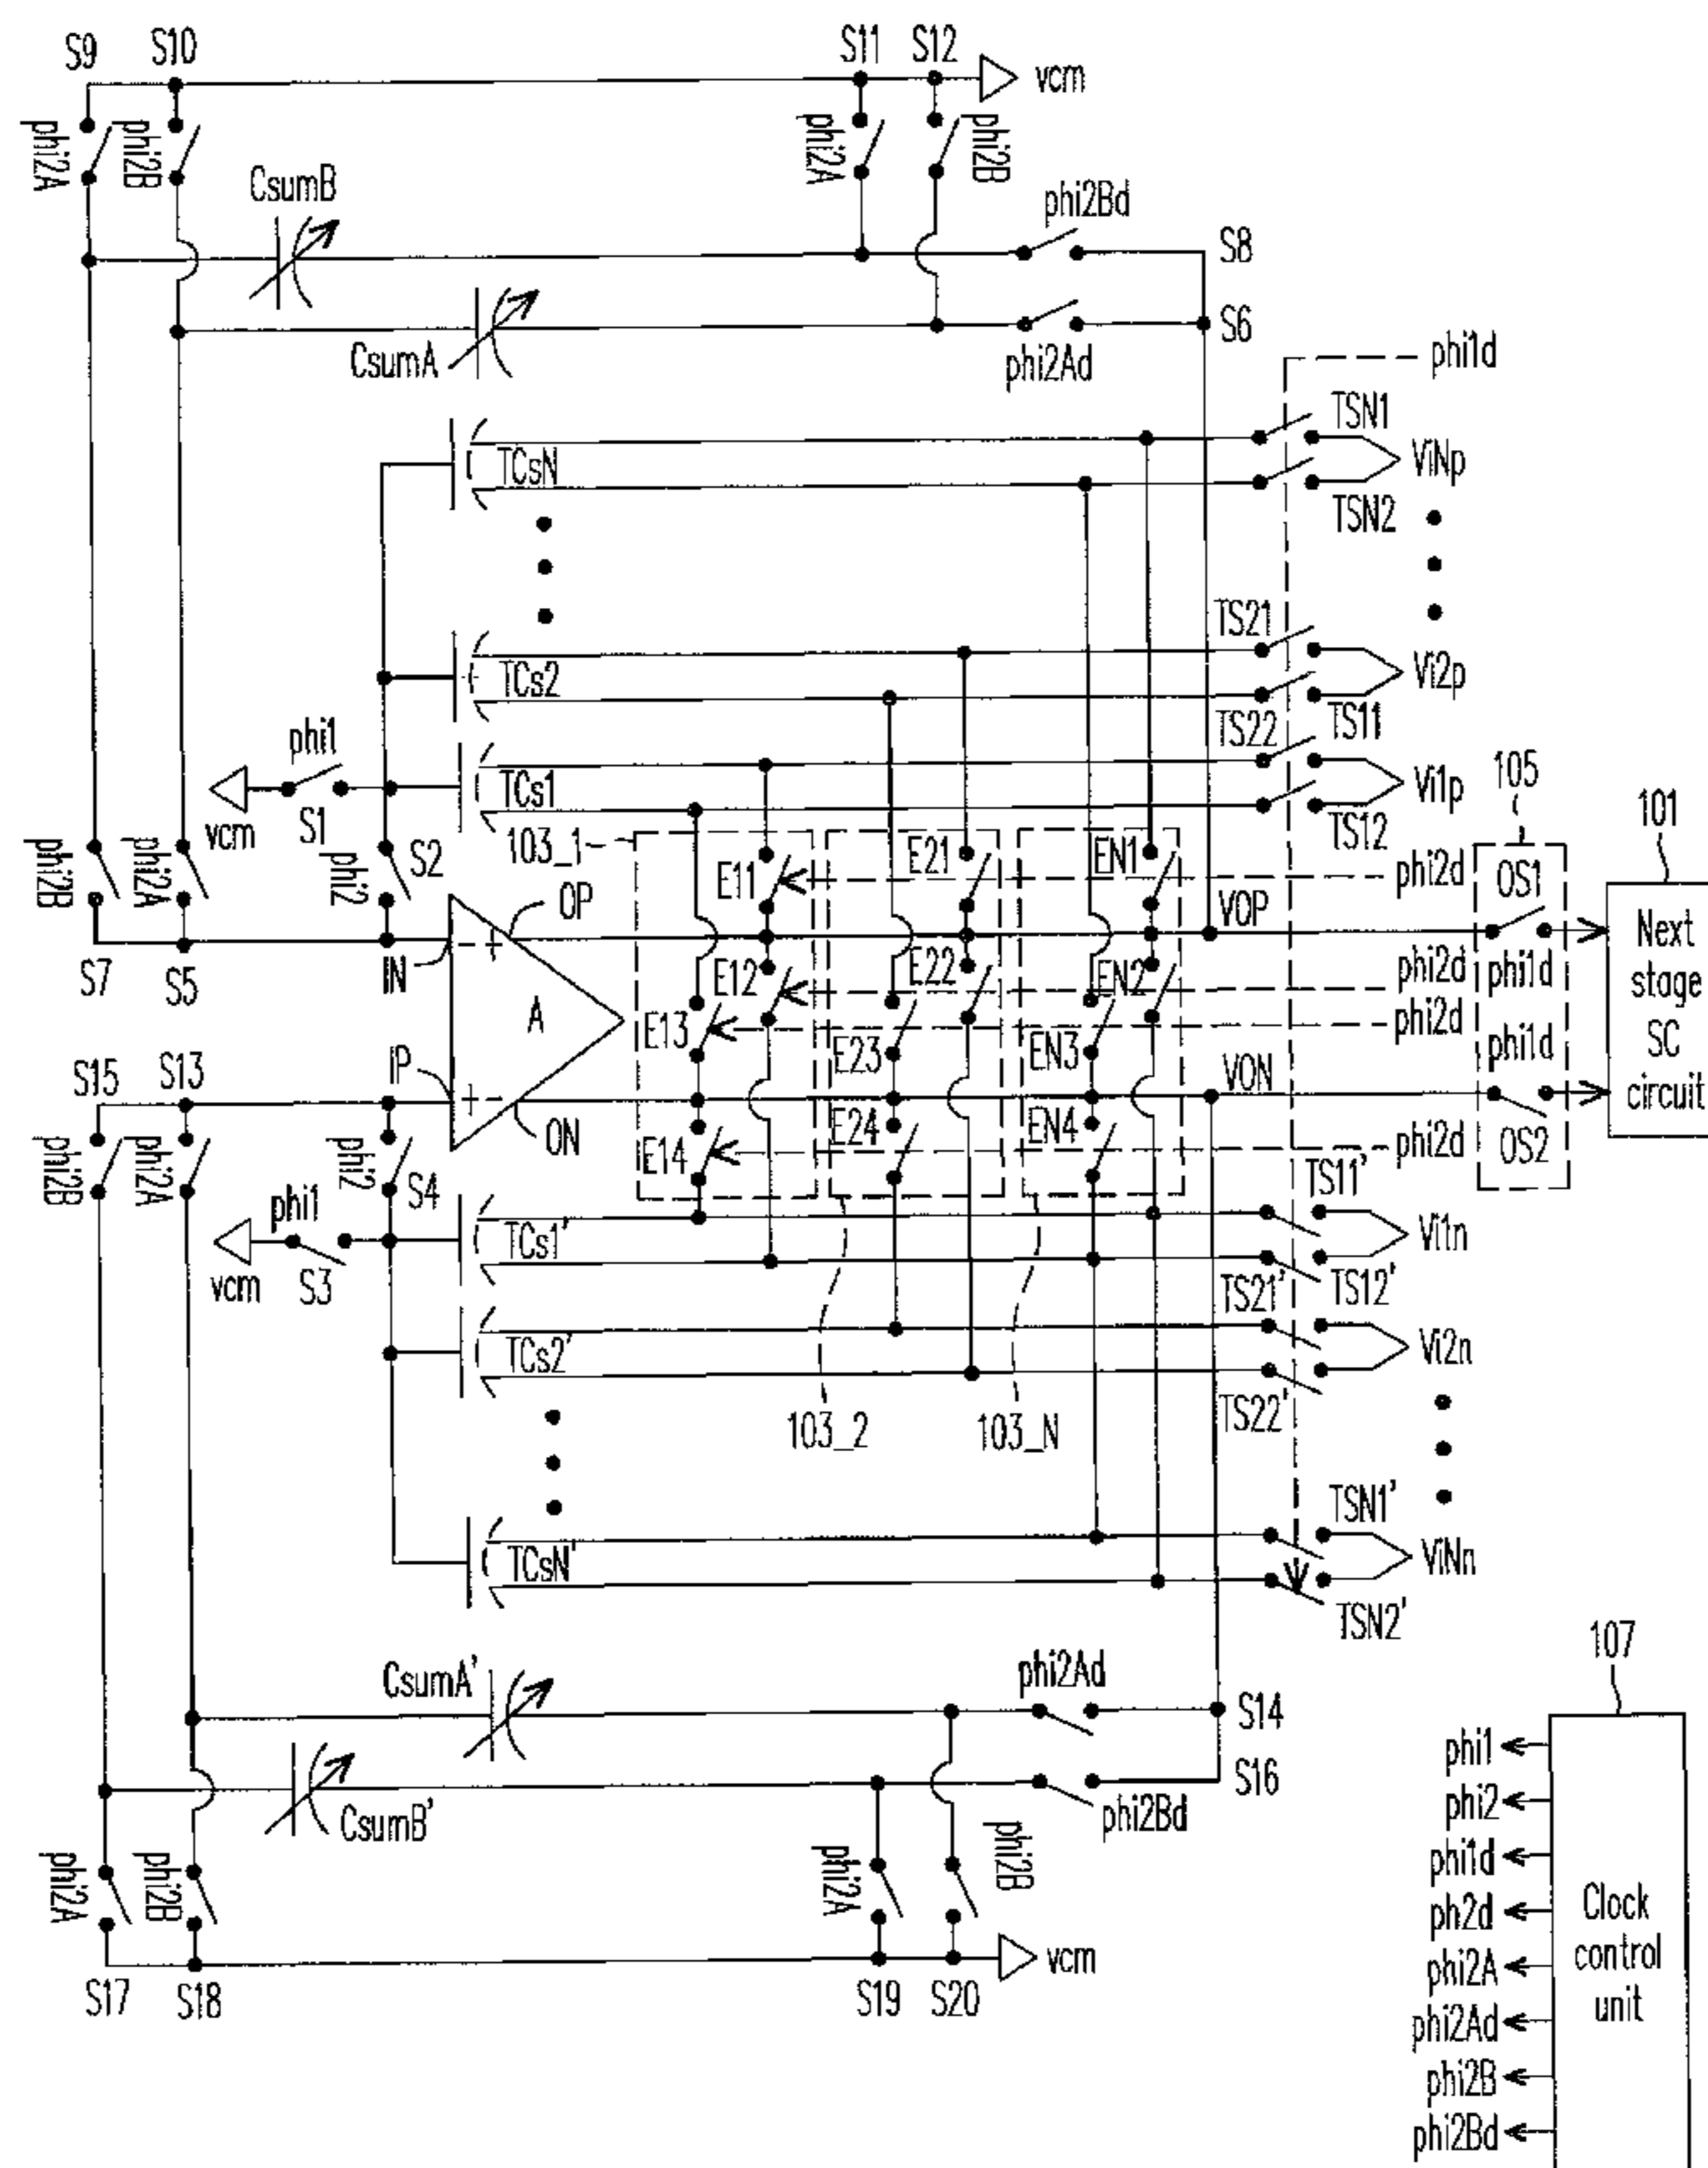 S9 S10 S11 S12 vcm
phi2A phi2B phi2A phi2B
CsumB phi2Bd S8
CsumA phi2Ad S6
phi1d
TCsN TSN1 ViNp
TSN2
TCs2 TS21 Vi2p
TS22 TS11
phi1 TCs1 Vi1p
vcm S1 TS12
105
101
103_1
phi2B phi2A phi2 S2
E11 E21 EN1 phi2d
OP VOP OS1
S7 S5 IN
E12 E22 EN2 phi2d phi1d
A
E13 E23 EN3 phi2d phi1d
Next
stage
SC
circuit
S15 S13 IP VON
ON
E14 E24 EN4 phi2d OS2
phi2B phi2A phi2 S4
phi1 TCs1' TS11' Vi1n
vcm S3 TS21' TS12'
TCs2' Vi2n
TS22'
103_2 103_N
TSN1'
TCsN' ViNn
TSN2'
CsumA' phi2Ad S14
CsumB' phi2Bd S16
phi2A phi2B phi2A phi2B
vcm
S17 S18 S19 S20
107
phi1
phi2
phi1d
ph2d
phi2A
phi2Ad
phi2B
phi2Bd
Clock
control
unit